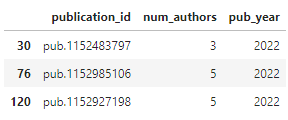 publication_id num_authors pub_year
30 pub.1152483797 3 2022
76 pub.1152985106 5 2022
120 pub.1152927198 5 2022